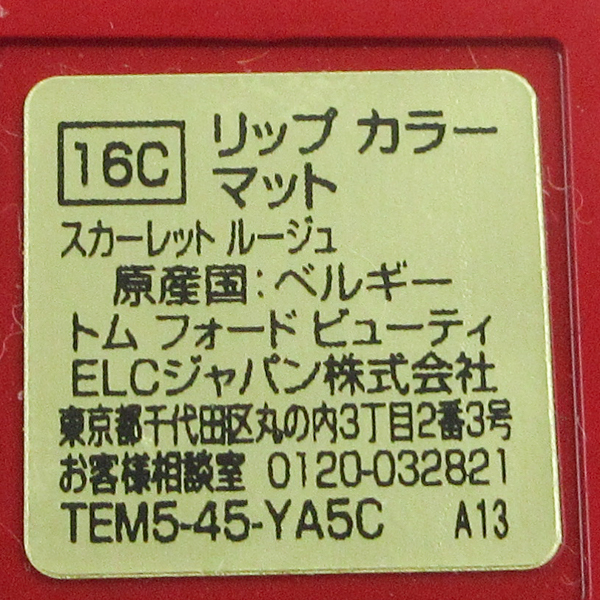 16C リップ カラー
マット
スカーレット ルージュ
原産国:ベルギー
トム フォード ビューティ
ELCジャパン株式会社
東京都千代田区丸の内3丁目2番3号
お客様相談室 0120-032821
TEM5-45-YA5C A13